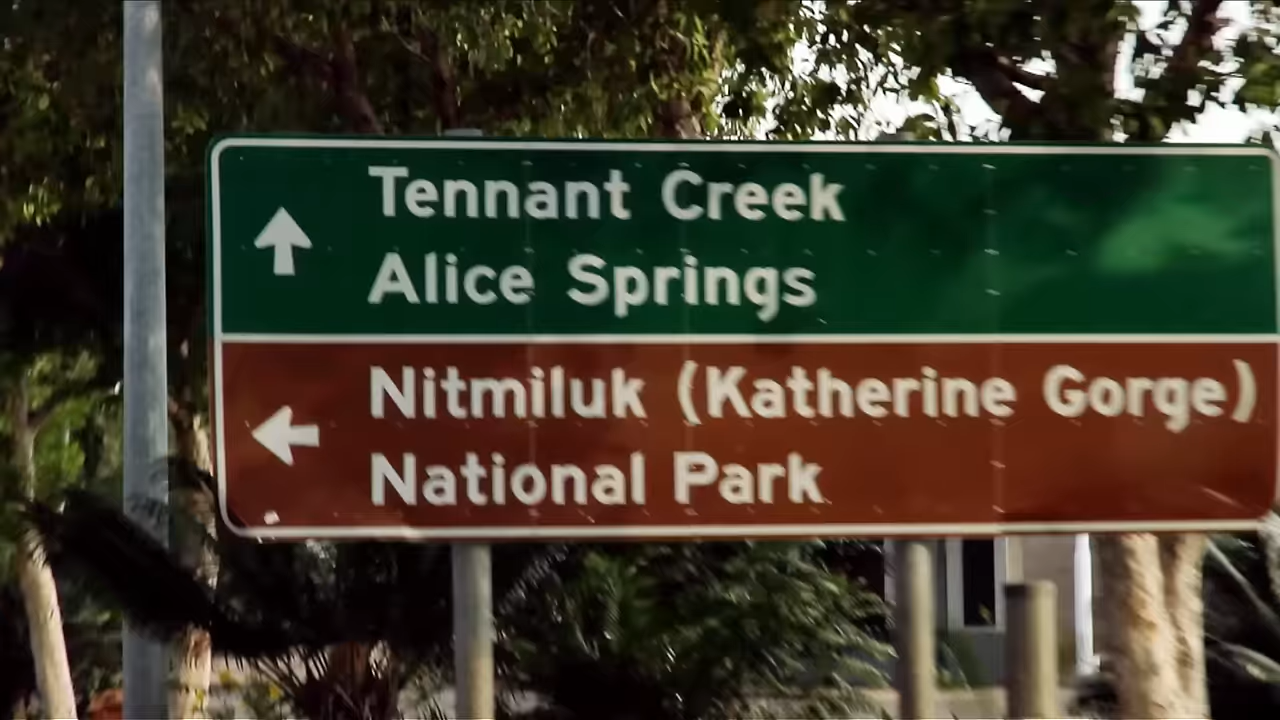 Tennant Creek
Alice Springs
Nitmiluk (Katherine Gorge)
National Park